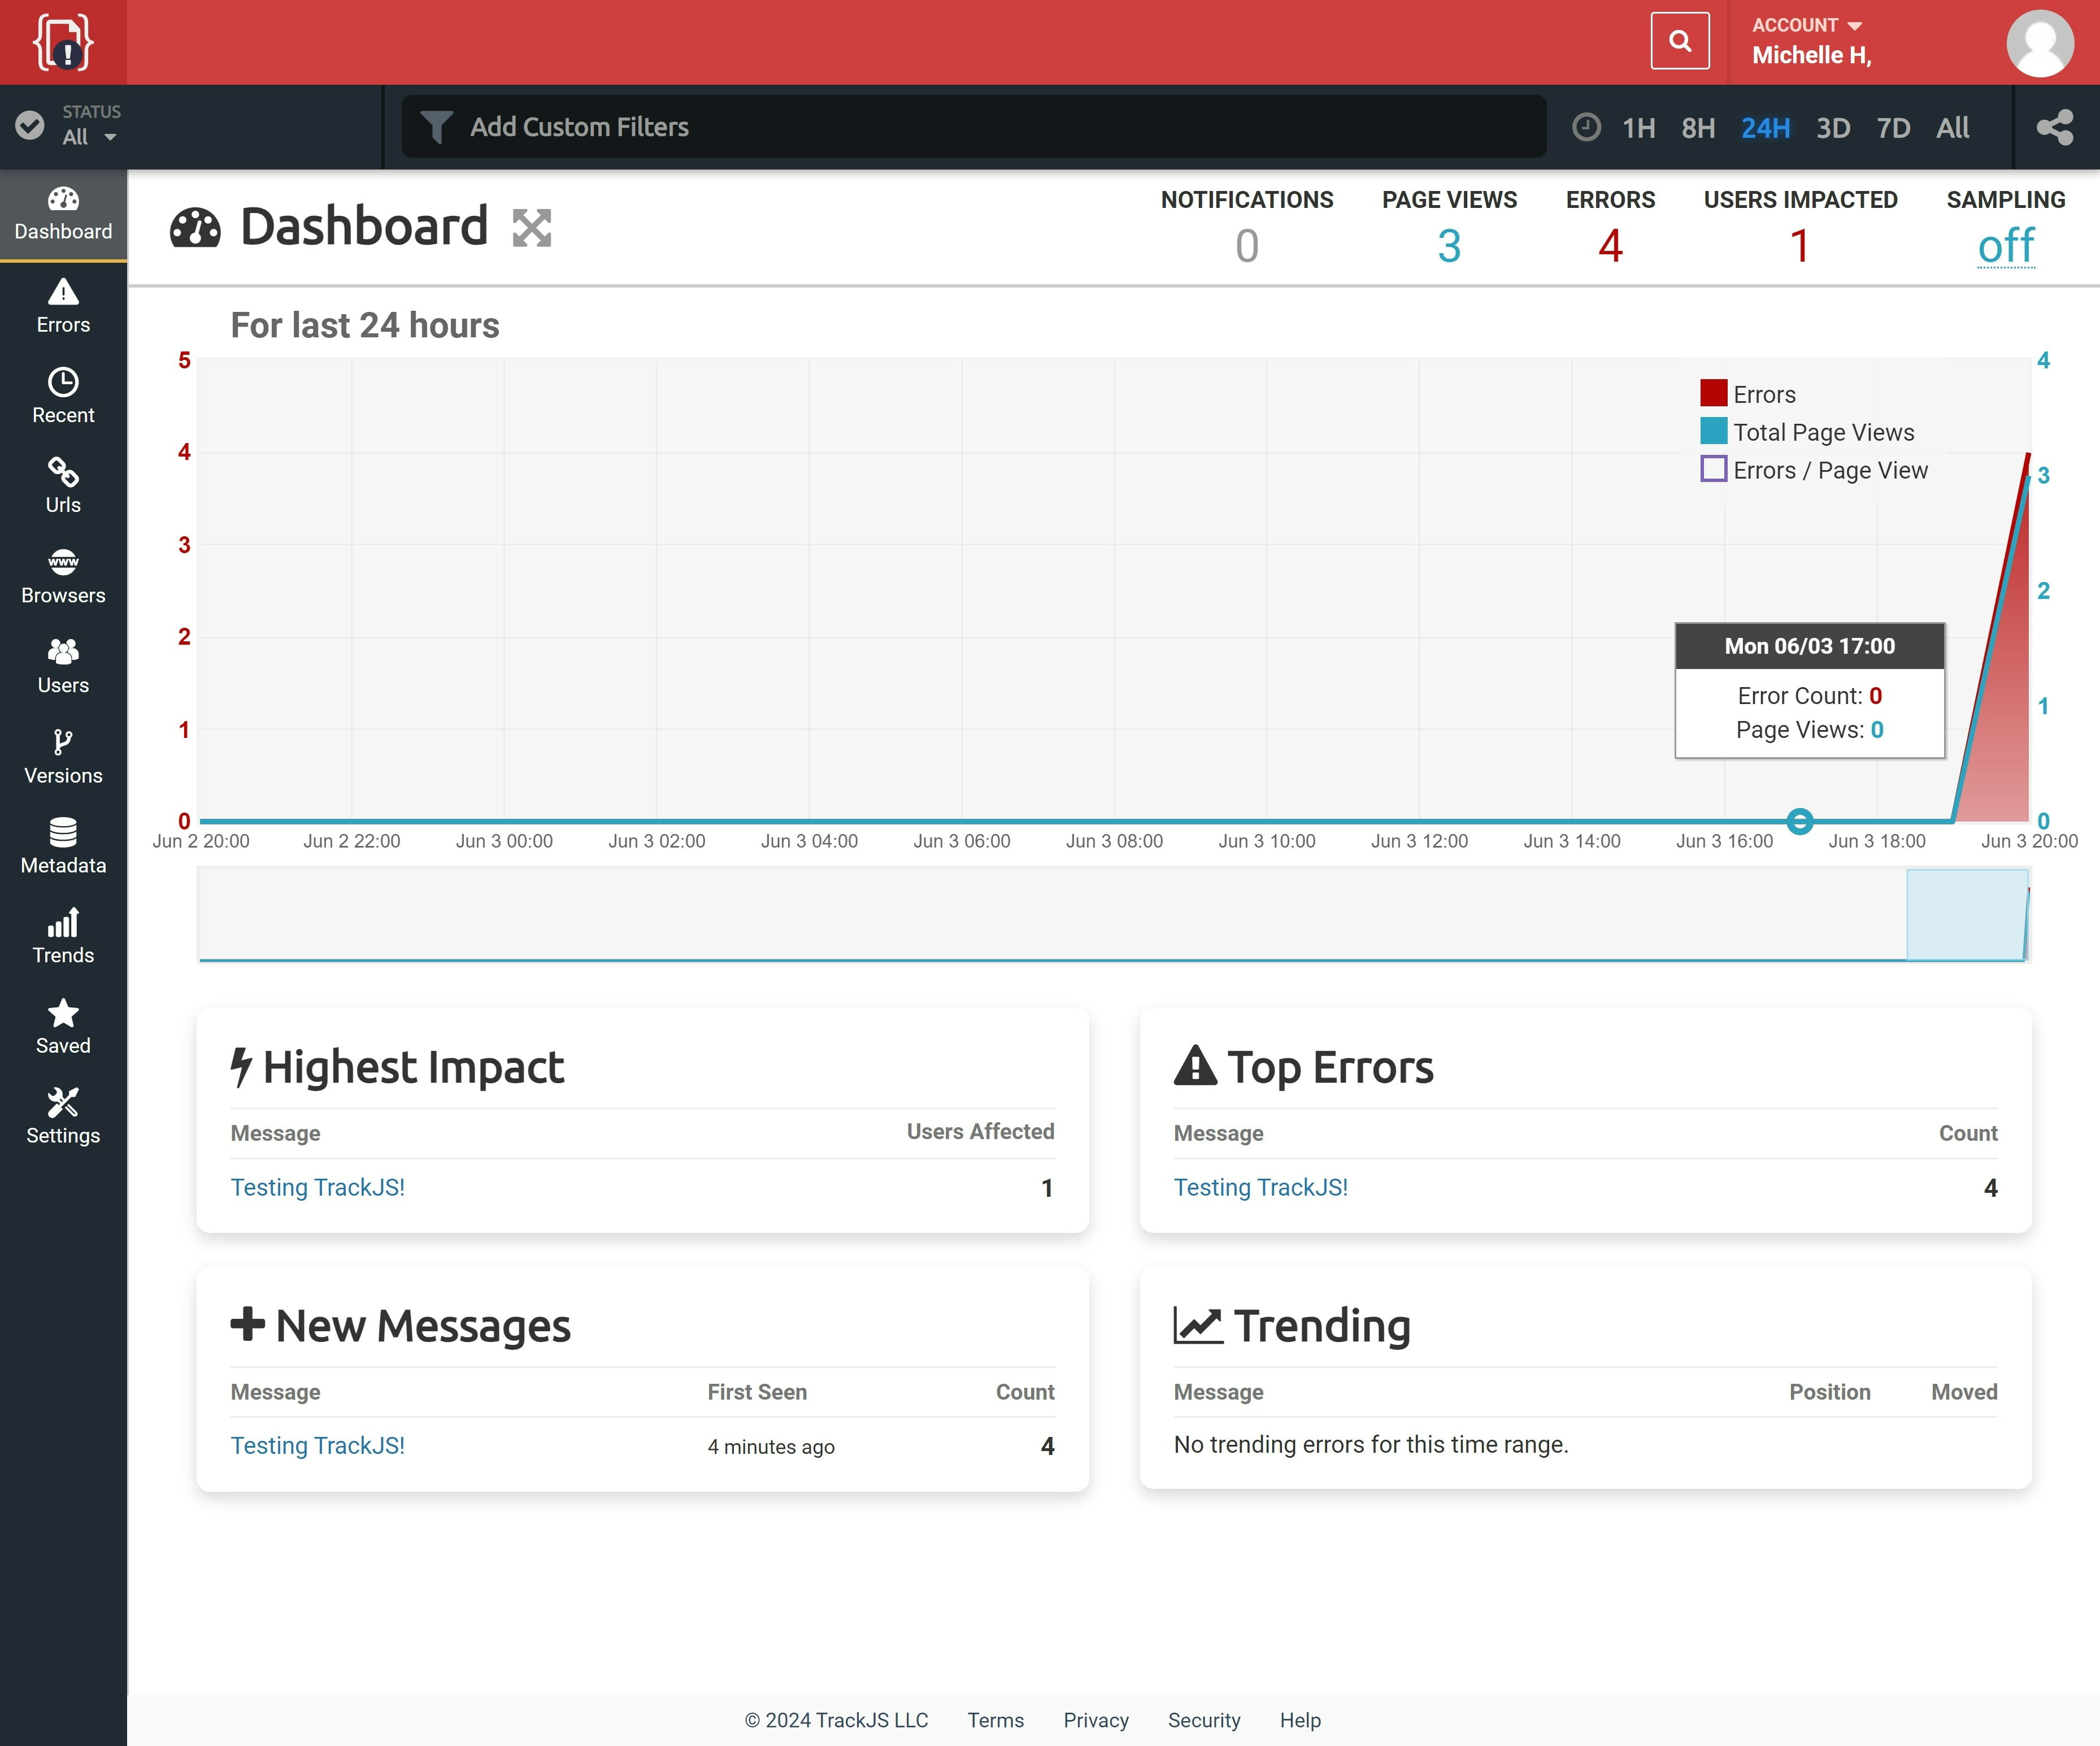 ACCOUNT
Michelle H,
STATUS
All
Add Custom Filters
1H 8H 24H 3D 7D All
Dashboard
Errors
Recent
Urls
WWW
Browsers
Users
Versions
Metadata
Trends
Saved
Settings
Dashboard
NOTIFICATIONS PAGE VIEWS ERRORS USERS IMPACTED SAMPLING
0 3 4 1 off
For last 24 hours
5
4
3
2
1
0
Errors
Total Page Views
Errors / Page View
4
3
2
1
0
Mon 06/03 17:00
Error Count: 0
Page Views: 0
Jun 2 20:00 Jun 2 22:00 Jun 3 00:00 Jun 3 02:00 Jun 3 04:00 Jun 3 06:00 Jun 3 08:00 Jun 3 10:00 Jun 3 12:00 Jun 3 14:00 Jun 3 16:00 Jun 3 18:00 Jun 3 20:00
Highest Impact
Message Users Affected
Testing TrackJS! 1
Top Errors
Message Count
Testing TrackJS! 4
New Messages
Message First Seen Count
Testing TrackJS! 4 minutes ago 4
Trending
Message Position Moved
No trending errors for this time range.
© 2024 TrackJS LLC Terms Privacy Security Help